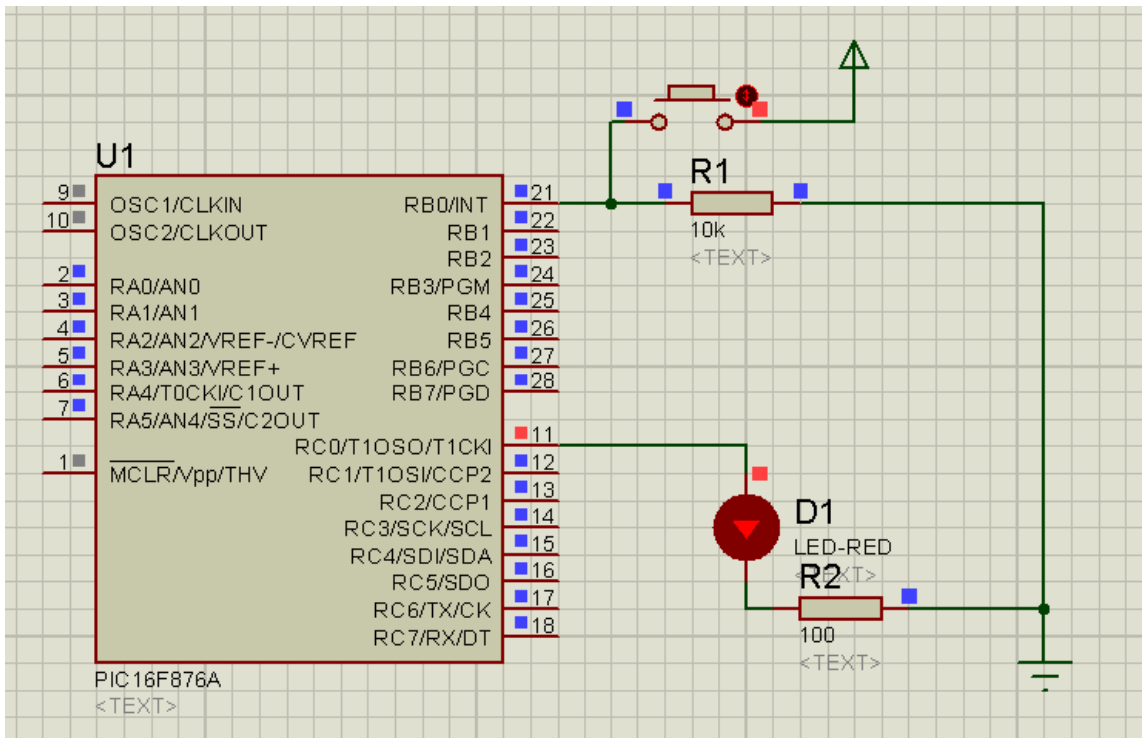 U1
R1
9
OSC1/CLKIN
RB0/INT
21
10
OSC2/CLKOUT
RB1
22
10k
RB2
23
<TEXT>
2
RA0/AN0
RB3/PGM
24
3
RA1/AN1
RB4
25
4
RA2/AN2/VREF-/CVREF
RB5
26
5
RA3/AN3/VREF+
RB6/PGC
27
6
RA4/T0CKI/C1OUT
RB7/PGD
28
7
RA5/AN4/SS/C2OUT
RC0/T1OSO/T1CKI
11
1
MCLR/Vpp/THV
RC1/T1OSI/CCP2
12
RC2/CCP1
13
RC3/SCK/SCL
14
D1
RC4/SDI/SDA
15
LED-RED
<TEXT>
RC5/SDO
16
R2
RC6/TX/CK
17
RC7/RX/DT
18
100
<TEXT>
PIC16F876A
<TEXT>